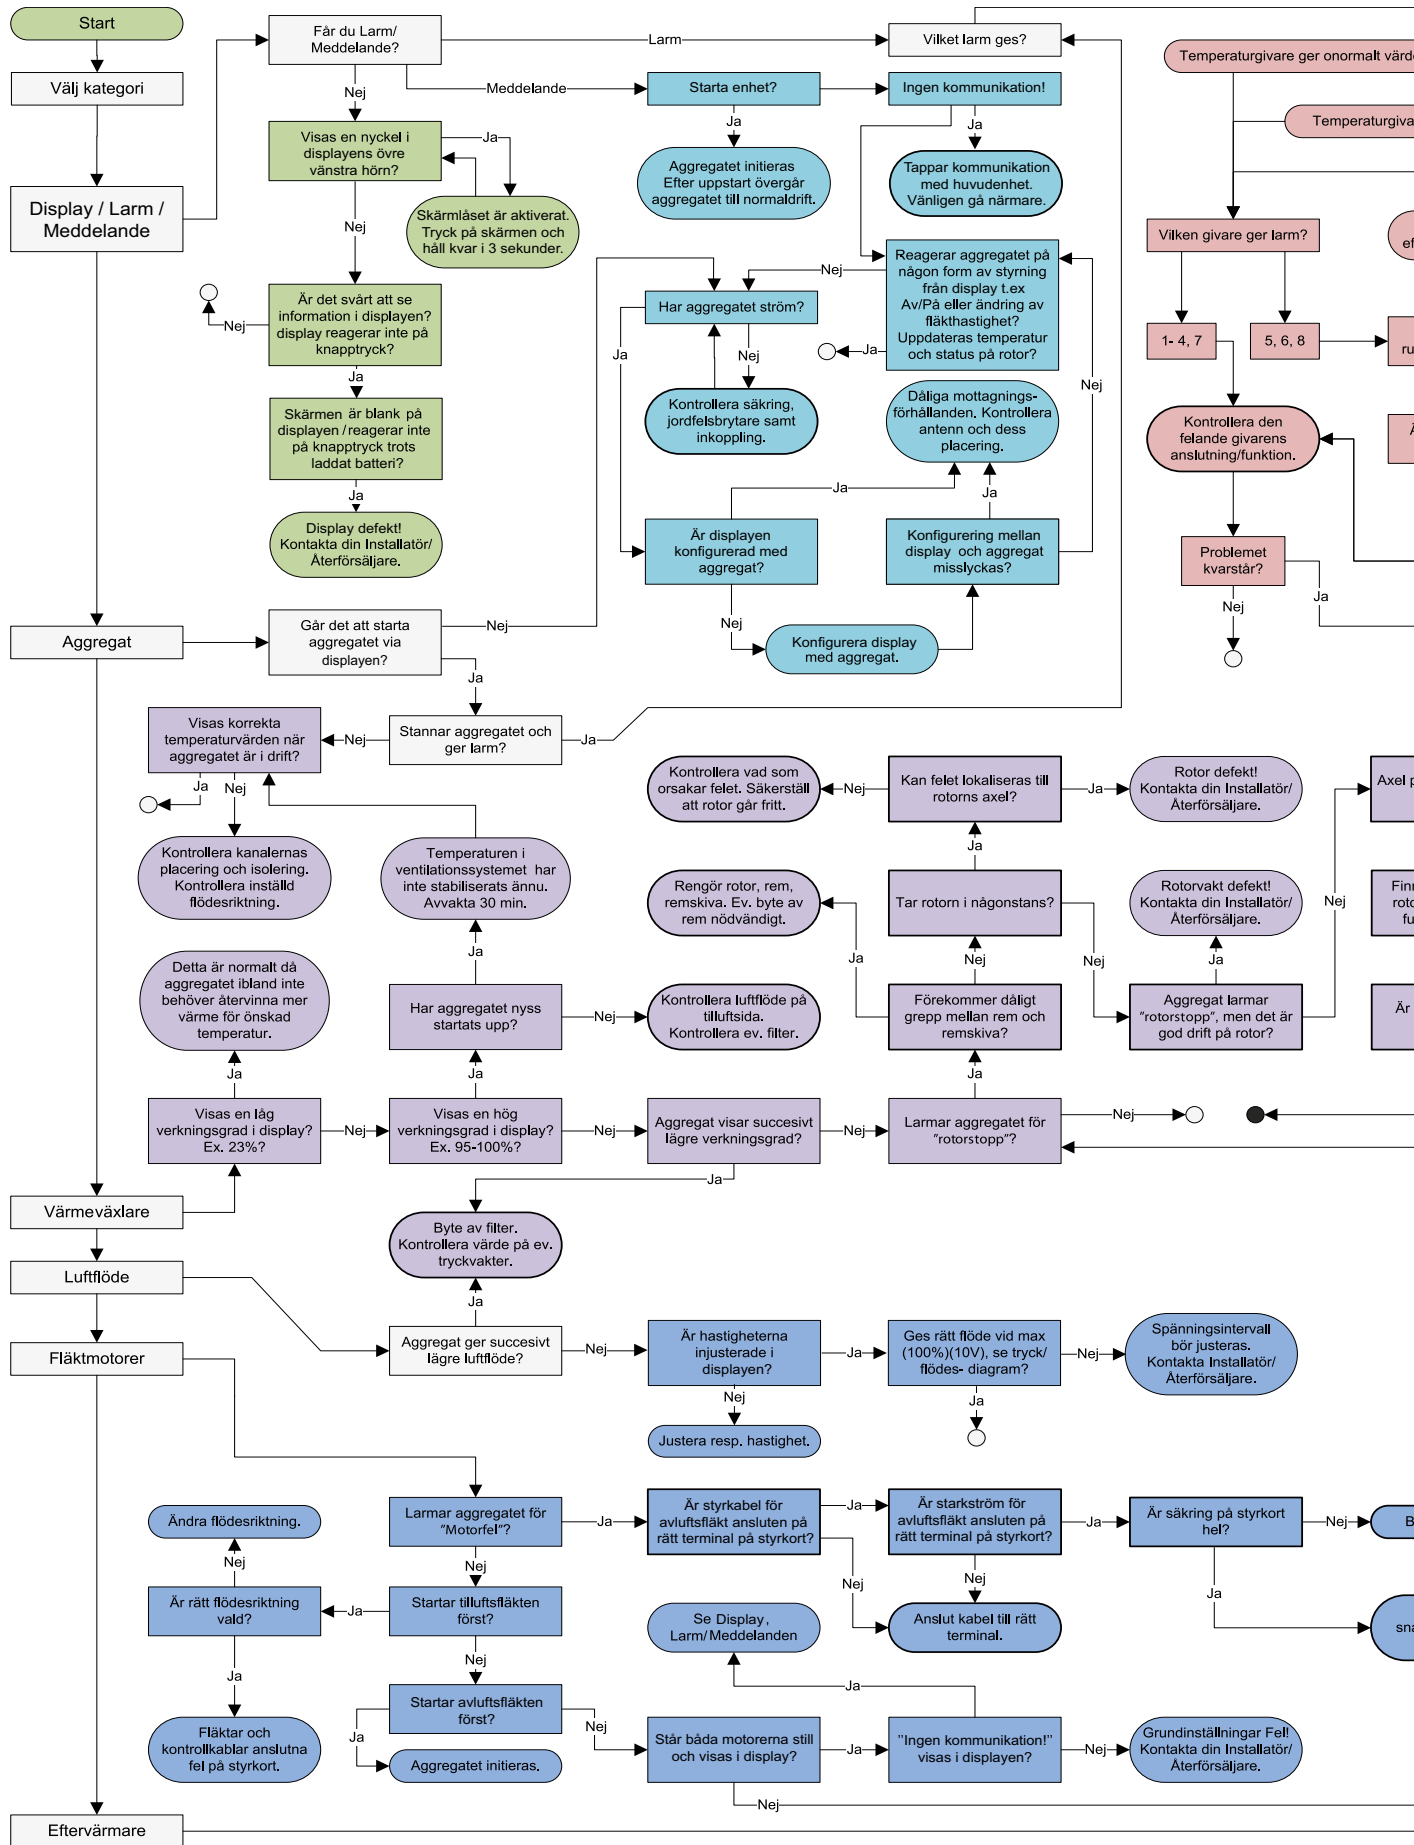 Start
Välj kategori
Display / Larm /
Meddelande
Får du Larm/
Meddelande?
Larm
Vilket larm ges?
Nej
Meddelande
Starta enhet?
Ingen kommunikation!
Ja
Ja
Visas en nyckel i
displayens övre
vänstra hörn?
Ja
Skärmlåset är aktiverat.
Tryck på skärmen och
håll kvar i 3 sekunder.
Aggregatet initieras
Efter uppstart övergår
aggregatet till normaldrift.
Tappar kommunikation
med huvudenhet.
Vänligen gå närmare.
Nej
Är det svårt att se
information i displayen?
display reagerar inte på
knapptryck?
Nej
Ja
Skärmen är blank på
displayen /reagerar inte
på knapptryck trots
laddat batteri?
Ja
Display defekt!
Kontakta din Installatör/
Återförsäljare.
Har aggregatet ström?
Nej
Reagerar aggregatet på
någon form av styrning
från display t.ex
Av/På eller ändring av
fläkthastighet?
Uppdateras temperatur
och status på rotor?
Ja
Ja
Nej
Nej
Kontrollera säkring,
jordfelsbrytare samt
inkoppling.
Dåliga mottagnings-
förhållanden. Kontrollera
antenn och dess
placering.
Ja
Ja
Är displayen
konfigurerad med
aggregat?
Konfigurering mellan
display och aggregat
misslyckas?
Nej
Konfigurera display
med aggregat.
Temperaturgivare ger onormalt värd
Temperaturgiva
Vilken givare ger larm?
ef
1- 4, 7
5, 6, 8
ru
Kontrollera den
felande givarens
anslutning/funktion.
Ä
Problemet
kvarstår?
Nej
Ja
Aggregat
Går det att starta
aggregatet via
displayen?
Nej
Ja
Stannar aggregatet och
ger larm?
Ja
Nej
Visas korrekta
temperaturvärden när
aggregatet är i drift?
Ja
Nej
Kontrollera kanalernas
placering och isolering.
Kontrollera inställd
flödesriktning.
Temperaturen i
ventilationssystemet har
inte stabiliserats ännu.
Avvakta 30 min.
Ja
Detta är normalt då
aggregatet ibland inte
behöver återvinna mer
värme för önskad
temperatur.
Ja
Har aggregatet nyss
startats upp?
Nej
Kontrollera luftflöde på
tilluftsida.
Kontrollera ev. filter.
Ja
Kontrollera vad som
orsakar felet. Säkerställ
att rotor går fritt.
Nej
Kan felet lokaliseras till
rotorns axel?
Ja
Rotor defekt!
Kontakta din Installatör/
Återförsäljare.
Axel p
Ja
Rengör rotor, rem,
remskiva. Ev. byte av
rem nödvändigt.
Tar rotorn i någonstans?
Rotorvakt defekt!
Kontakta din Installatör/
Återförsäljare.
Nej
Finn
roto
fu
Ja
Nej
Nej
Ja
Förekommer dåligt
grepp mellan rem och
remskiva?
Aggregat larmar
"rotorstopp", men det är
god drift på rotor?
Är
Ja
Visas en låg
verkningsgrad i display?
Ex. 23%?
Nej
Visas en hög
verkningsgrad i display?
Ex. 95-100%?
Nej
Aggregat visar succesivt
lägre verkningsgrad?
Nej
Larmar aggregatet för
"rotorstopp"?
Nej
Ja
Värmeväxlare
Byte av filter.
Kontrollera värde på ev.
tryckvakter.
Luftflöde
Ja
Aggregat ger succesivt
lägre luftflöde?
Nej
Är hastigheterna
injusterade i
displayen?
Ja
Ges rätt flöde vid max
(100%)(10V), se tryck/
flödes- diagram?
Nej
Spänningsintervall
bör justeras.
Kontakta Installatör/
Återförsäljare.
Nej
Ja
Justera resp. hastighet.
Fläktmotorer
Larmar aggregatet för
"Motorfel"?
Ja
Är styrkabel för
avluftsfläkt ansluten på
rätt terminal på styrkort?
Ja
Är starkström för
avluftsfläkt ansluten på
rätt terminal på styrkort?
Ja
Är säkring på styrkort
hel?
Nej
B
Ändra flödesriktning.
Nej
Nej
Nej
Nej
Ja
Är rätt flödesriktning
vald?
Ja
Startar tilluftsfläkten
först?
Se Display,
Larm/Meddelanden
Anslut kabel till rätt
terminal.
sna
Ja
Nej
Ja
Startar avluftsfläkten
först?
Nej
Ja
Fläktar och
kontrollkablar anslutna
fel på styrkort.
Aggregatet initieras.
Står båda motorerna still
och visas i display?
Ja
"Ingen kommunikation!"
visas i displayen?
Nej
Grundinställningar Fel!
Kontakta din Installatör/
Återförsäljare.
Nej
Eftervärmare